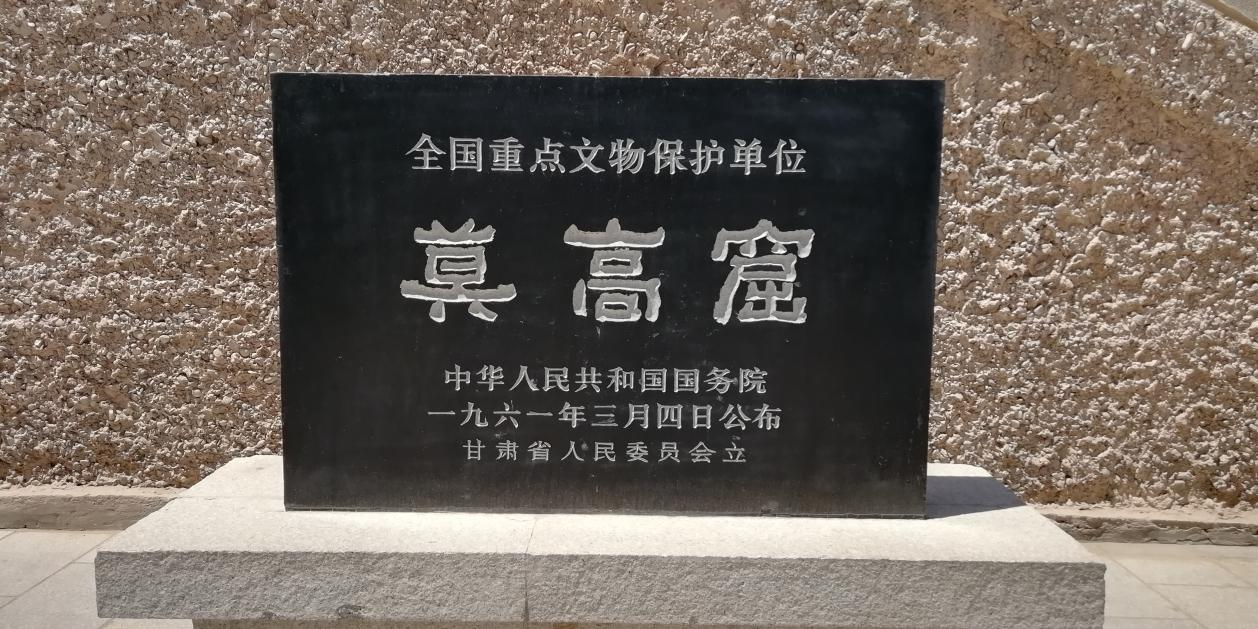 全国重点文物保护单位
莫高窟
中华人民共和国国务院
一九六一年三月四日公布
甘肃省人民委员会立